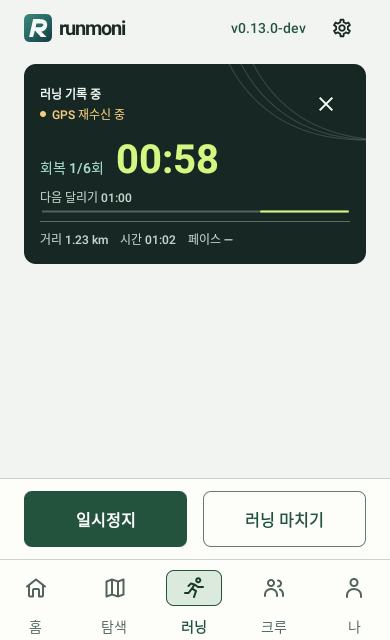 runmoni
v0.13.0-dev
러닝 기록 중
GPS 재수신 중
회복 1/6회 00:58
다음 달리기 01:00
거리 1.23 km 시간 01:02 페이스 –
일시정지
러닝 마치기
홈
탐색
러닝
크루
나